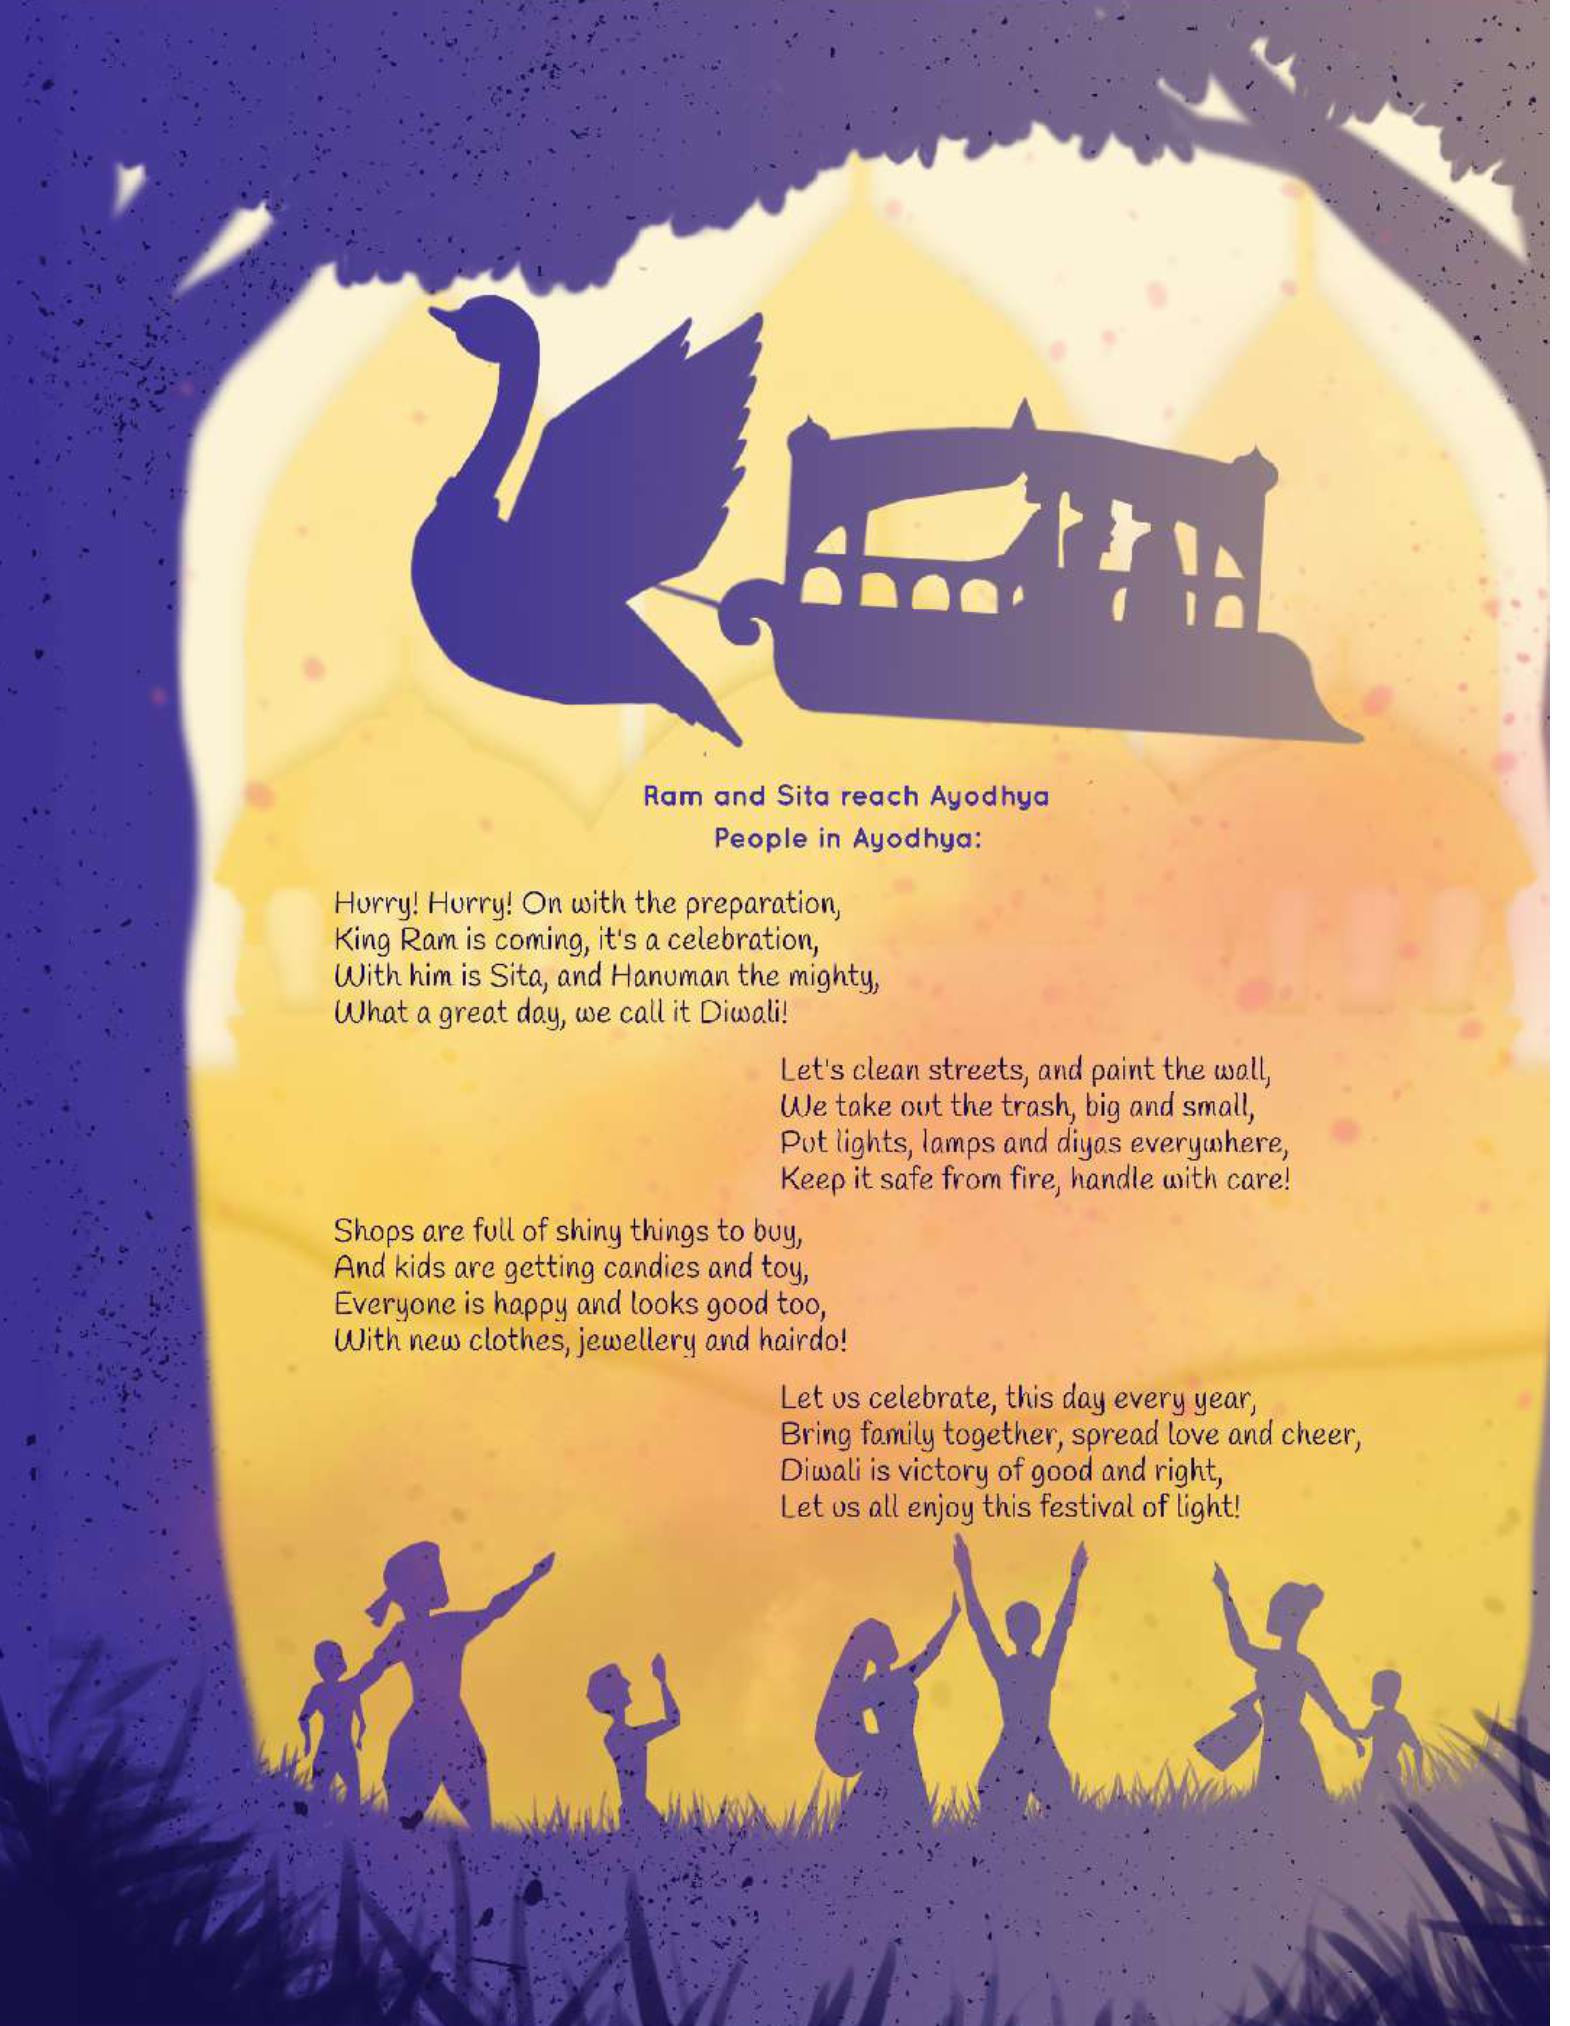 Ram and Sita reach Ayodhya
People in Ayodhya:
Hurry! Hurry! On with the preparation,
King Ram is coming, it's a celebration,
With him is Sita, and Hanuman the mighty,
What a great day, we call it Diwali!
Let's clean streets, and paint the wall,
We take out the trash, big and small,
Put lights, lamps and diyas everywhere,
Keep it safe from fire, handle with care!
Shops are full of shiny things to buy,
And kids are getting candies and toy,
Everyone is happy and looks good too,
With new clothes, jewellery and hairdo!
Let us celebrate, this day every year,
Bring family together, spread love and cheer,
Diwali is victory of good and right,
Let us all enjoy this festival of light!